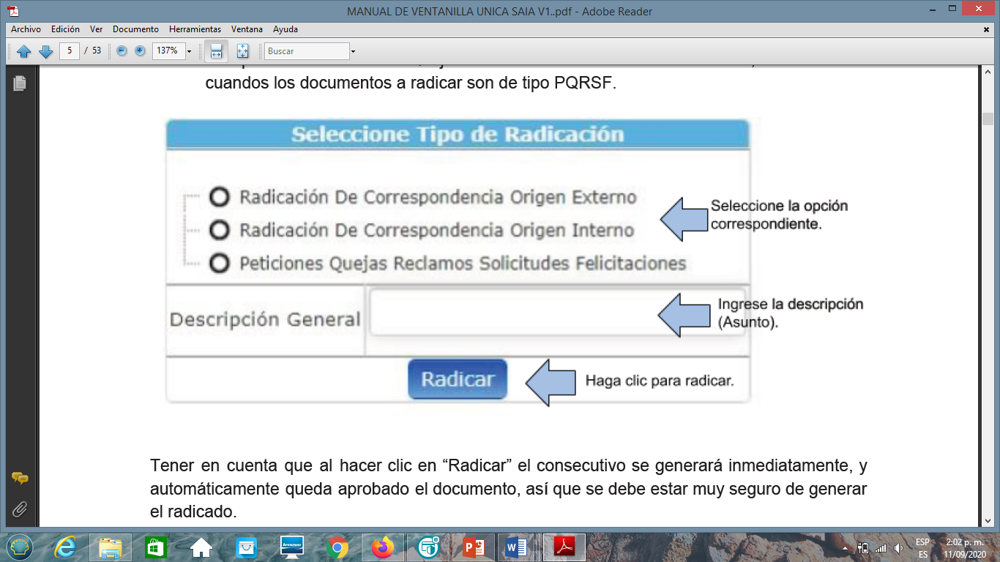 MANUAL DE VENTANILLA UNICA SAIA V1..pdf - Adobe Reader
Archivo Edición Ver Documento Herramientas Ventana Ayuda
5 / 53 137% Buscar
cuandos los documentos a radicar son de tipo PQRSF.
Seleccione Tipo de Radicación
Radicación De Correspondencia Origen Externo
Radicación De Correspondencia Origen Interno
Peticiones Quejas Reclamos Solicitudes Felicitaciones
Seleccione la opción
correspondiente.
Descripción General
Ingrese la descripción
(Asunto).
Radicar
Haga clic para radicar.
Tener en cuenta que al hacer clic en “Radicar” el consecutivo se generará inmediatamente, y
automáticamente queda aprobado el documento, así que se debe estar muy seguro de generar
el radicado.
lenovo
ESP
ES
2:02 p. m.
11/09/2020